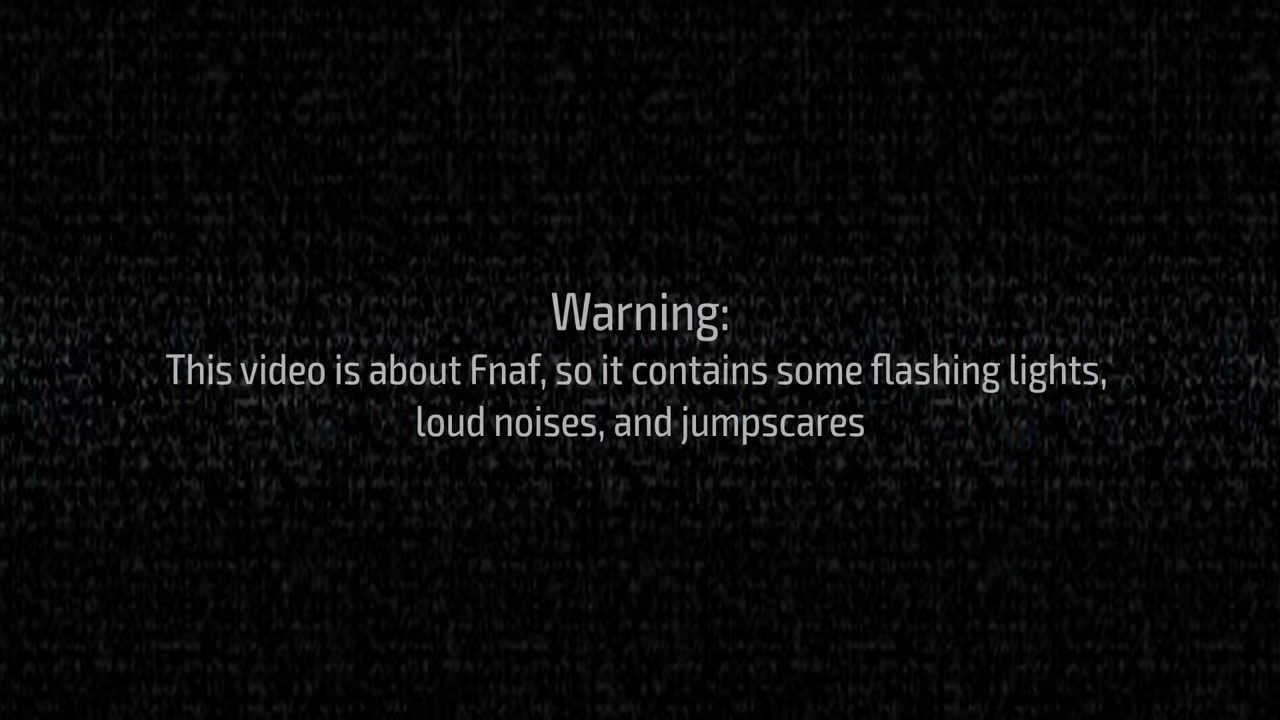 Warning:
This video is about Fnaf, so it contains some flashing lights,
loud noises, and jumpscares